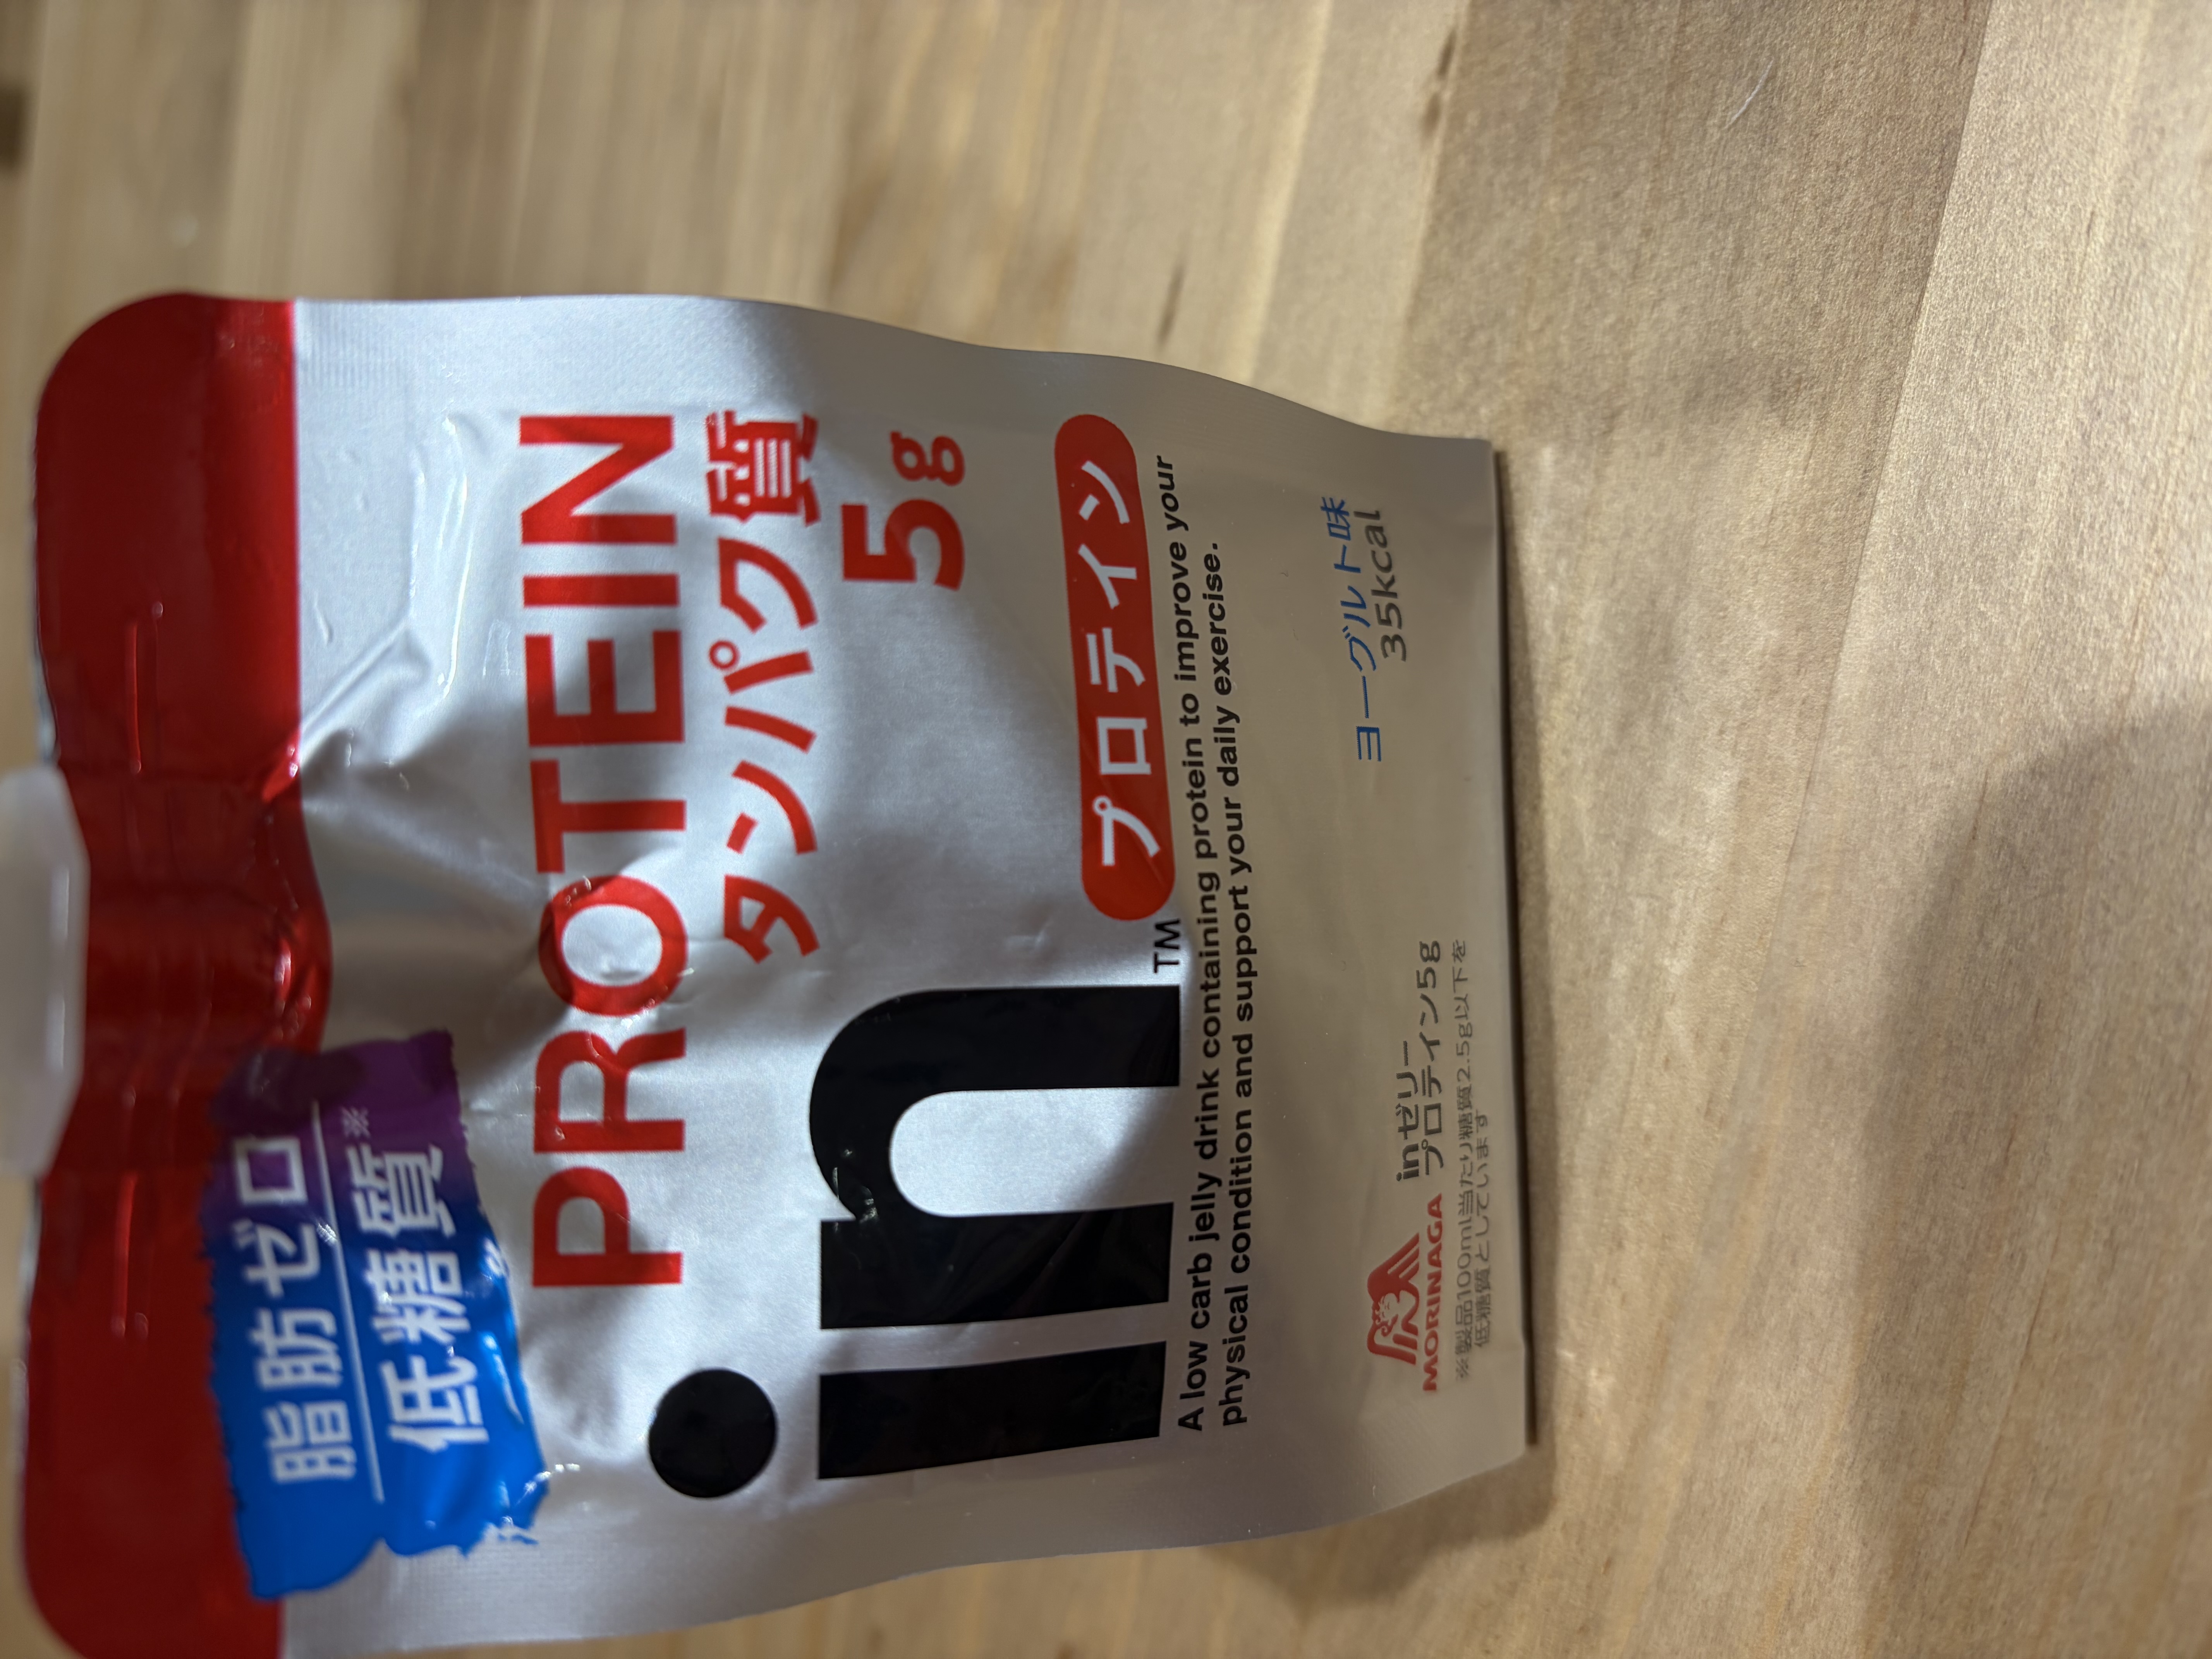 脂肪ゼロ
低糖質※
PROTEIN
タンパク質
5g
in™
プロテイン
A low carb jelly drink containing protein to improve your
physical condition and support your daily exercise.
ヨーグルト味
35kcal
MORINAGA
inゼリー
プロテイン5g
※製品100ml当たり糖質2.5g以下を
低糖質としています